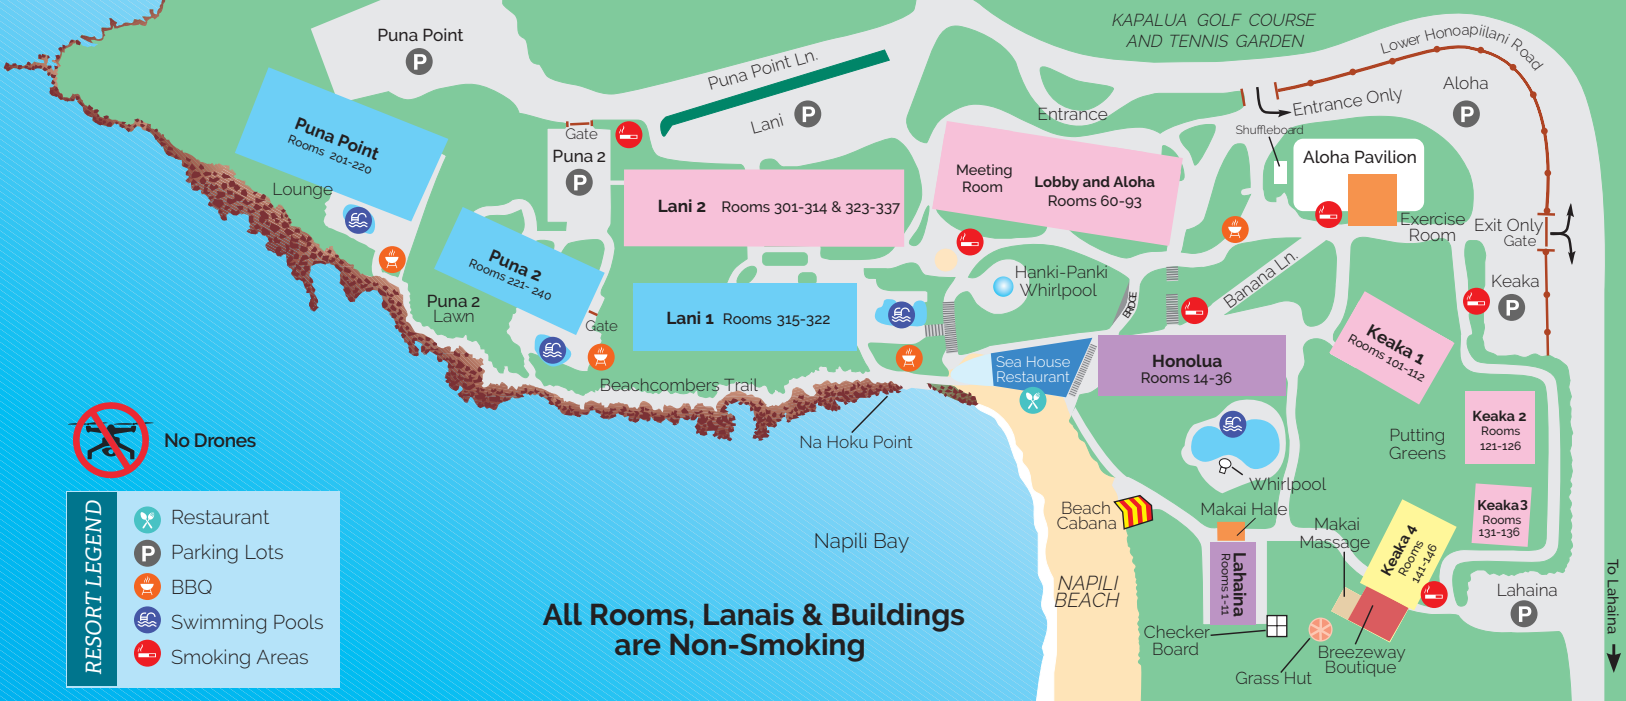 KAPALUA GOLF COURSE
AND TENNIS GARDEN
Lower Honoapiilani Road
Puna Point
P
Puna Point Ln.
Lani P
Entrance
Entrance Only
Aloha
P
Shuffleboard
Gate
Puna 2
P
Puna Point
Rooms 201-220
Lounge
Lani 2 Rooms 301-314 & 323-337
Meeting
Room
Lobby and Aloha
Rooms 60-93
Aloha Pavilion
Exercise
Room
Exit Only
Gate
Keaka
P
Puna 2
Rooms 221-240
Puna 2
Lawn
Gate
Lani 1 Rooms 315-322
Hanki-Panki
Whirlpool
BRIDGE
Banana Ln.
Sea House
Restaurant
Honolua
Rooms 14-36
Keaka 1
Rooms 101-112
Beachcombers Trail
Na Hoku Point
Keaka 2
Rooms
121-126
Putting
Greens
Whirlpool
Keaka 3
Rooms
131-136
Beach
Cabana
Makai Hale
Makai
Massage
Keaka 4
Rooms
141-146
Lahaina
Rooms 1-11
NAPILI
BEACH
Napili Bay
Checker
Board
Grass Hut
Breezeway
Boutique
Lahaina
P
To Lahaina
No Drones
RESORT LEGEND
Restaurant
P Parking Lots
BBQ
Swimming Pools
Smoking Areas
All Rooms, Lanais & Buildings
are Non-Smoking